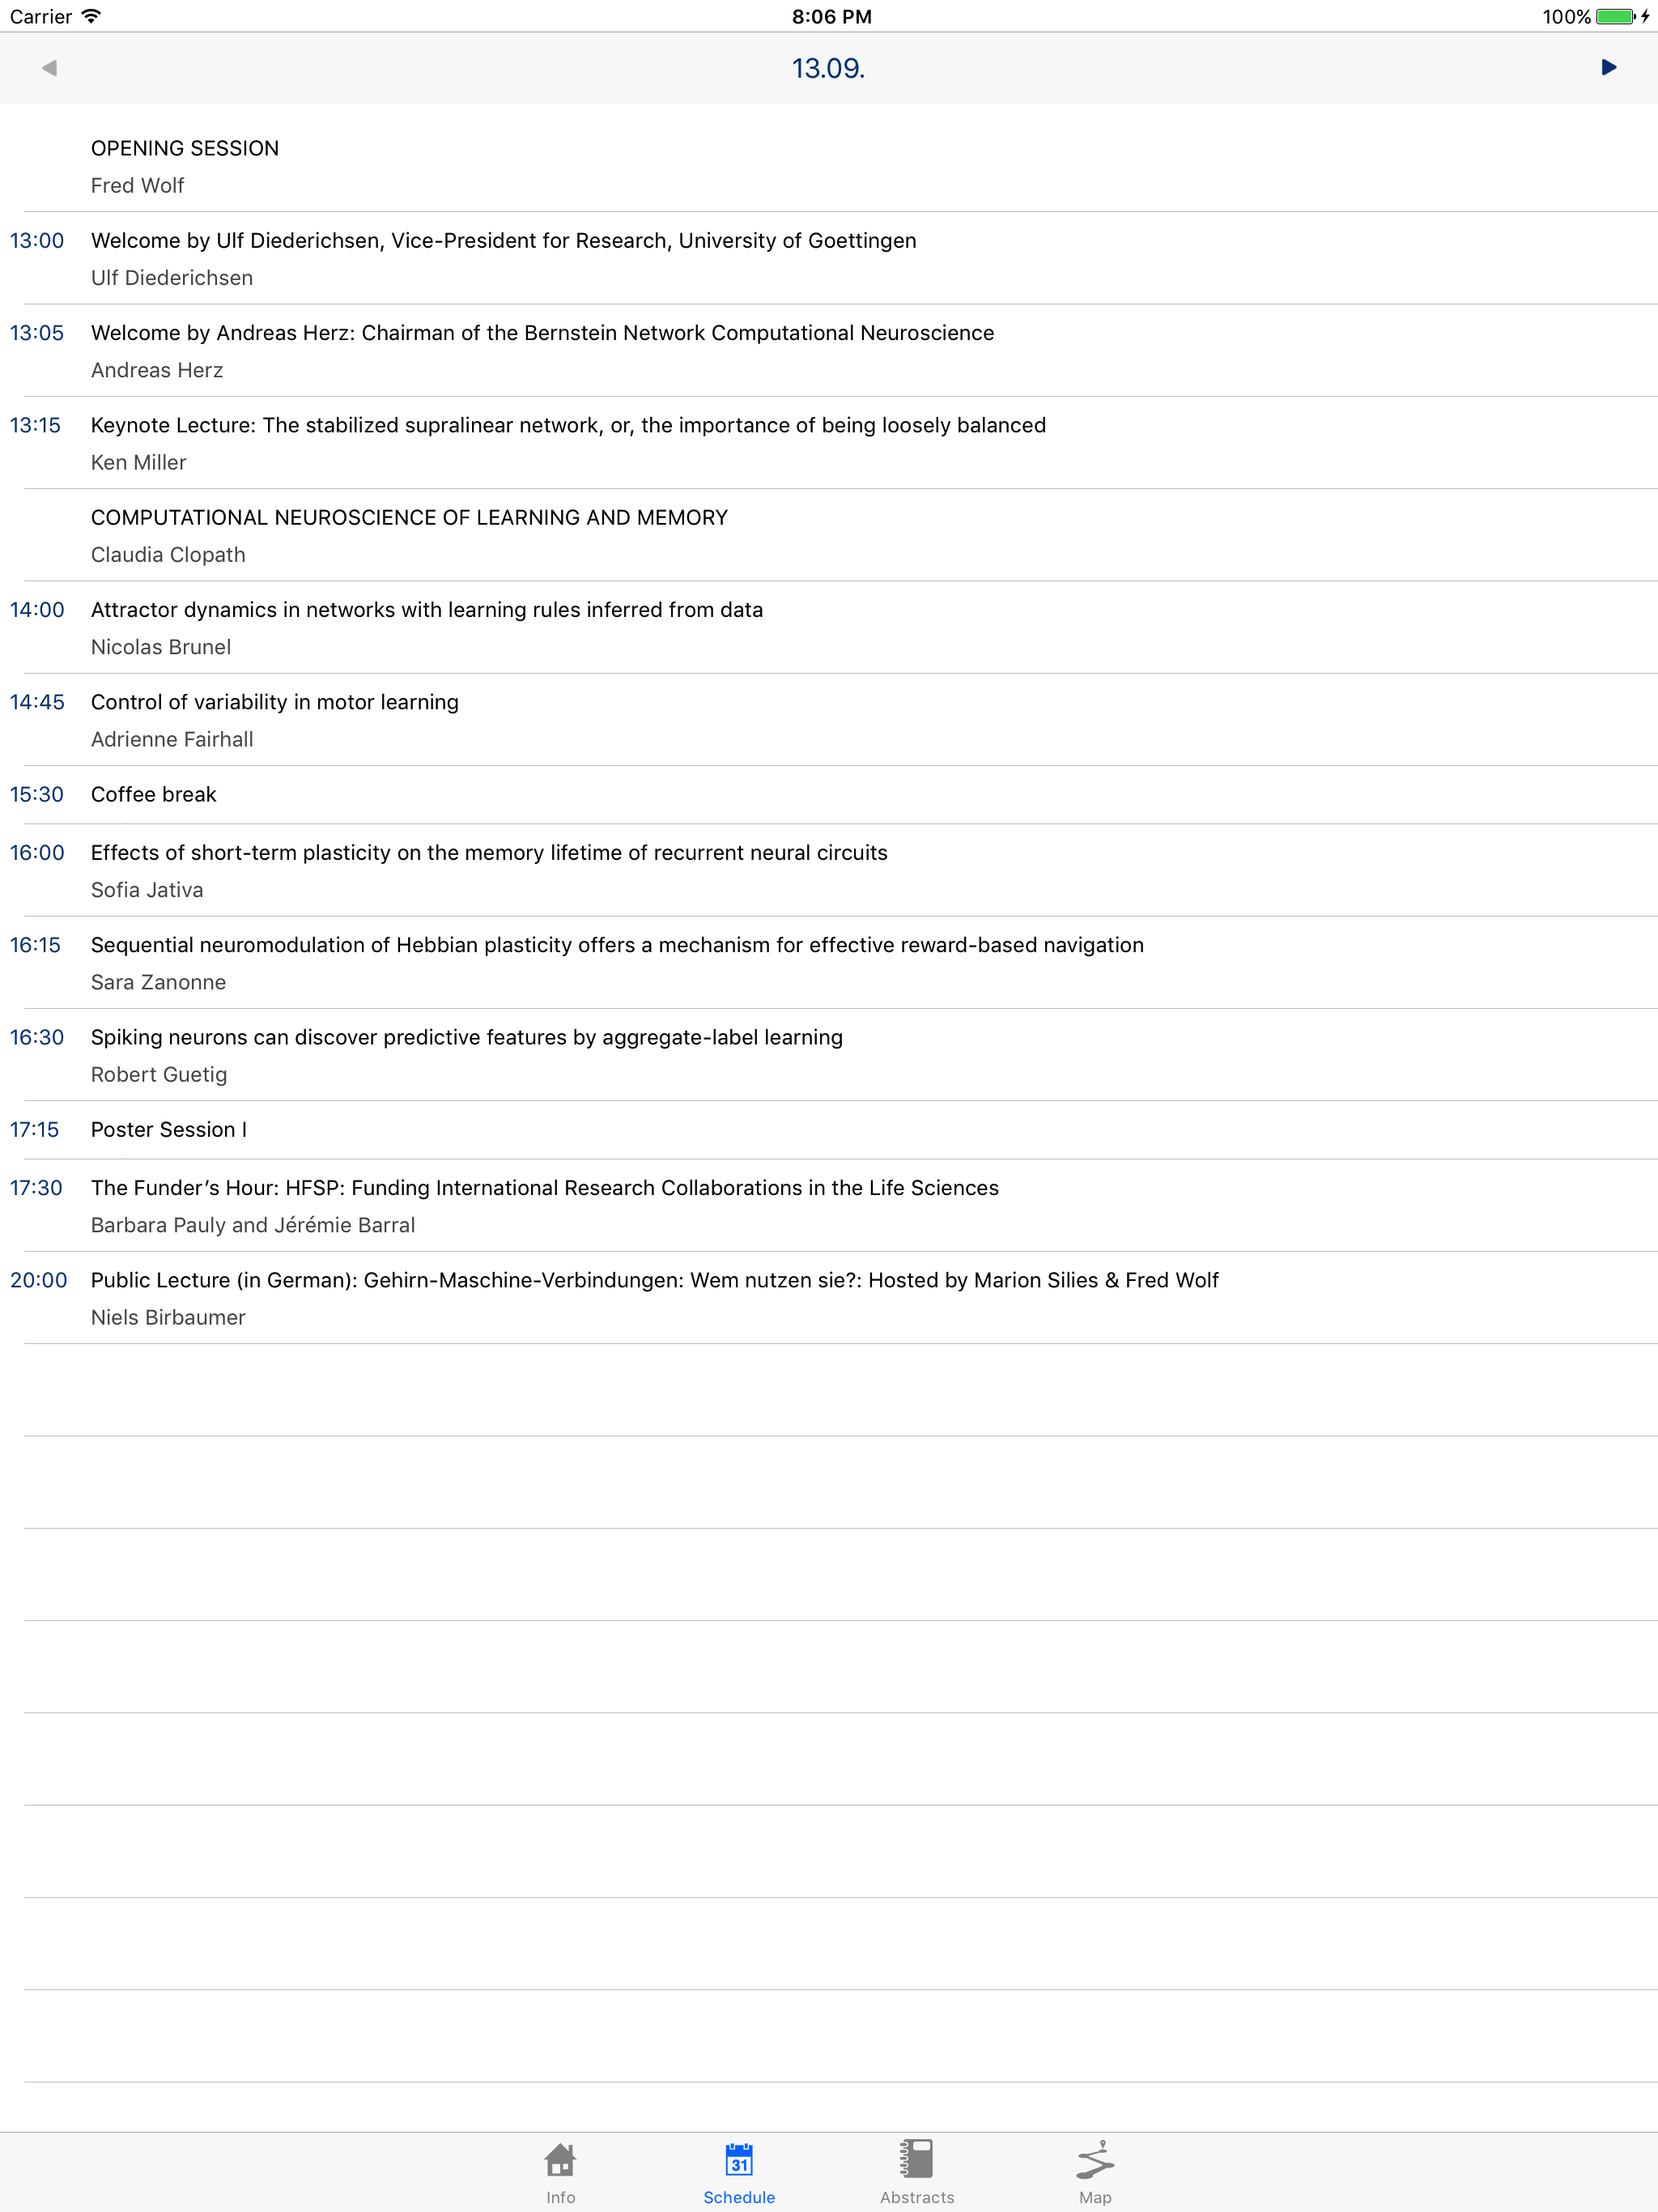 Carrier 8:06 PM 100%
13.09.
OPENING SESSION
Fred Wolf
13:00 Welcome by Ulf Diederichsen, Vice-President for Research, University of Goettingen
Ulf Diederichsen
13:05 Welcome by Andreas Herz: Chairman of the Bernstein Network Computational Neuroscience
Andreas Herz
13:15 Keynote Lecture: The stabilized supralinear network, or, the importance of being loosely balanced
Ken Miller
COMPUTATIONAL NEUROSCIENCE OF LEARNING AND MEMORY
Claudia Clopath
14:00 Attractor dynamics in networks with learning rules inferred from data
Nicolas Brunel
14:45 Control of variability in motor learning
Adrienne Fairhall
15:30 Coffee break
16:00 Effects of short-term plasticity on the memory lifetime of recurrent neural circuits
Sofia Jativa
16:15 Sequential neuromodulation of Hebbian plasticity offers a mechanism for effective reward-based navigation
Sara Zanonne
16:30 Spiking neurons can discover predictive features by aggregate-label learning
Robert Guetig
17:15 Poster Session I
17:30 The Funder’s Hour: HFSP: Funding International Research Collaborations in the Life Sciences
Barbara Pauly and Jérémie Barral
20:00 Public Lecture (in German): Gehirn-Maschine-Verbindungen: Wem nutzen sie?: Hosted by Marion Silies & Fred Wolf
Niels Birbaumer
31
Info Schedule Abstracts Map